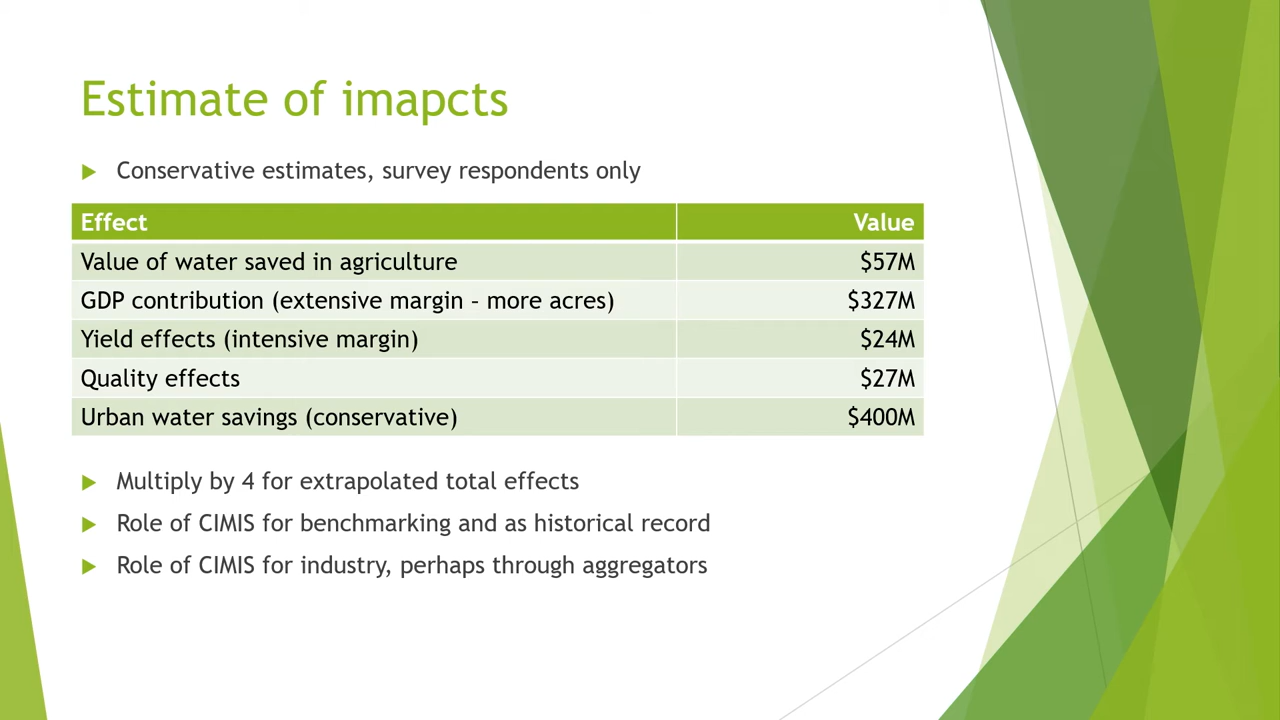 Estimate of imapcts
Conservative estimates, survey respondents only
Effect Value
Value of water saved in agriculture $57M
GDP contribution (extensive margin – more acres) $327M
Yield effects (intensive margin) $24M
Quality effects $27M
Urban water savings (conservative) $400M
Multiply by 4 for extrapolated total effects
Role of CIMIS for benchmarking and as historical record
Role of CIMIS for industry, perhaps through aggregators